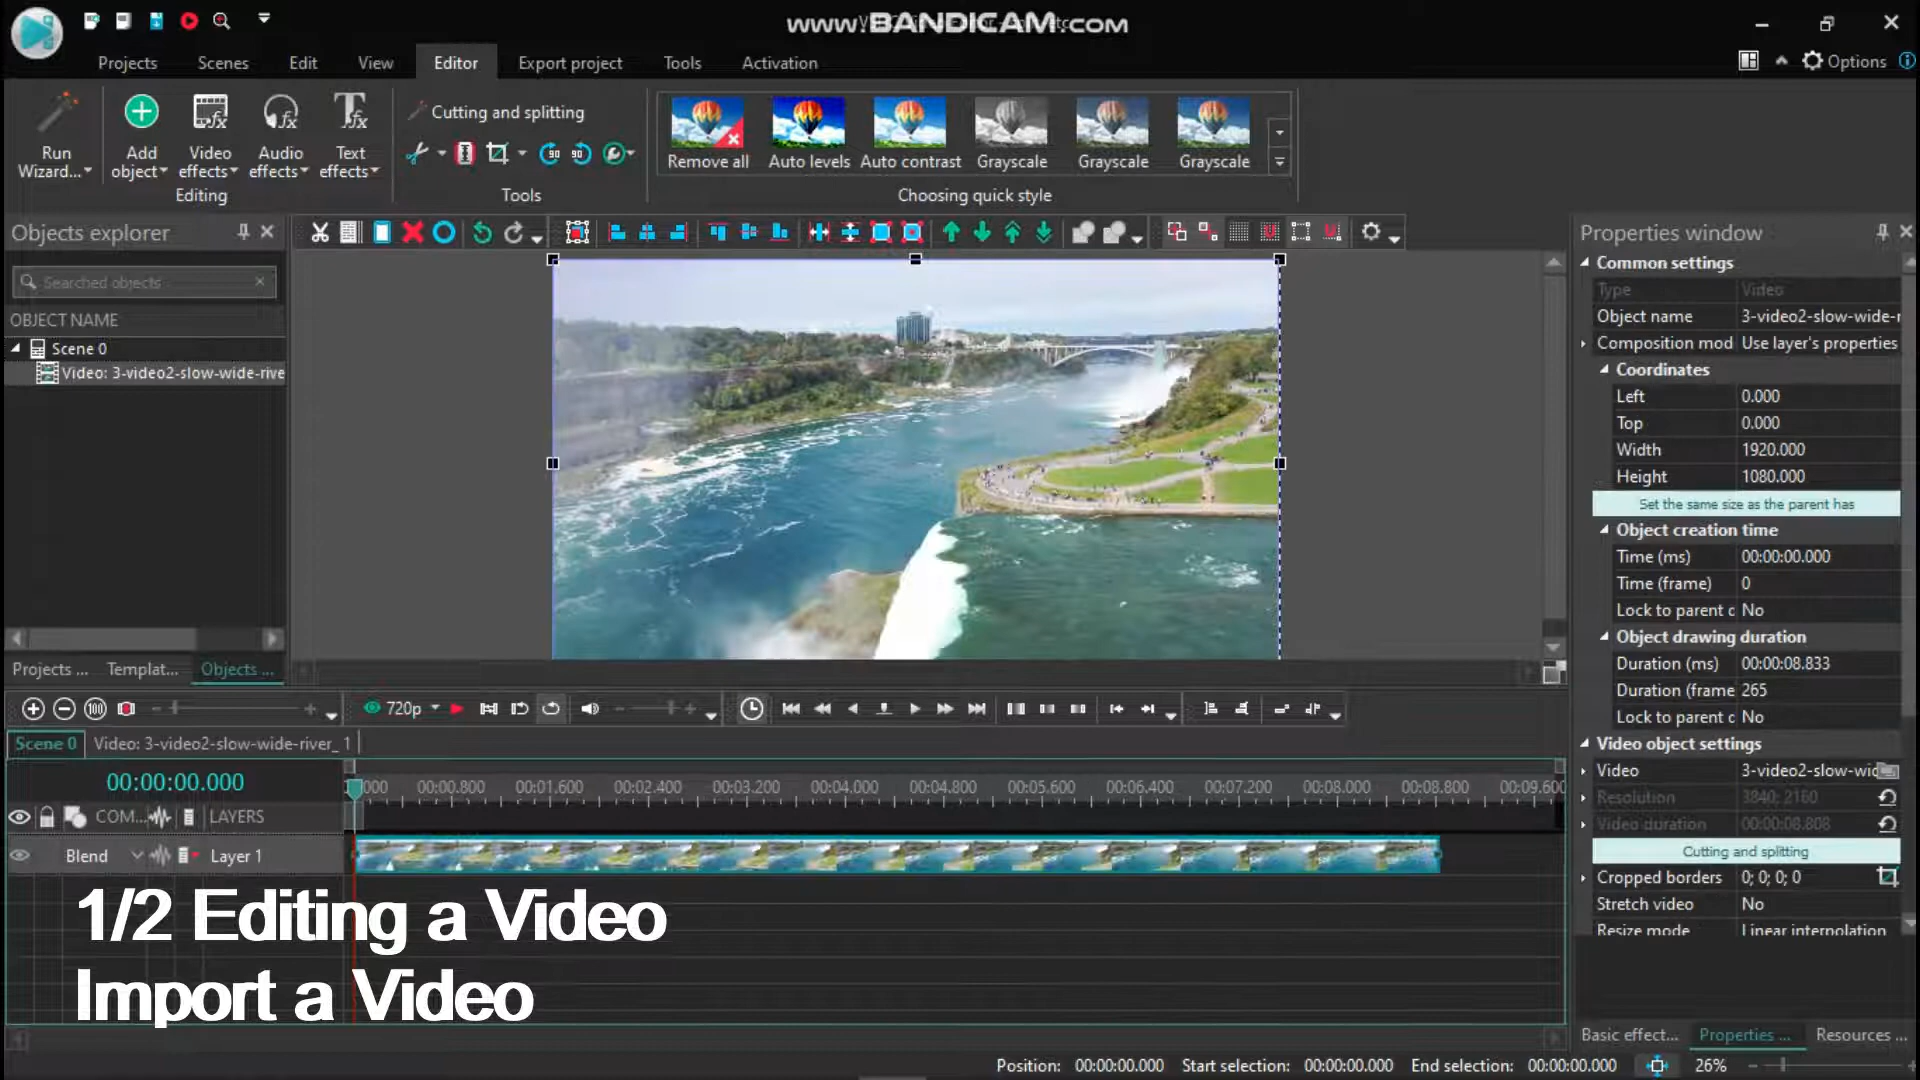 www.BANDICAM.com
Projects
Scenes
Edit
View
Editor
Export project
Tools
Activation
Options
Run Wizard...
Add object
Video effects
Audio effects
Text effects
Editing
Cutting and splitting
Tools
Remove all
Auto levels
Auto contrast
Grayscale
Grayscale
Grayscale
Choosing quick style
Objects explorer
Searched objects
OBJECT NAME
Scene 0
Video: 3-video2-slow-wide-rive
Projects ...
Templat...
Objects ...
Properties window
Common settings
Type Video
Object name 3-video2-slow-wide-r
Composition mod Use layer's properties
Coordinates
Left 0.000
Top 0.000
Width 1920.000
Height 1080.000
Set the same size as the parent has
Object creation time
Time (ms) 00:00:00.000
Time (frame) 0
Lock to parent d No
Object drawing duration
Duration (ms) 00:00:08.833
Duration (frame 265
Lock to parent d No
Video object settings
Video 3-video2-slow-wid
Resolution 3840; 2160
Video duration 00:00:08.808
Cutting and splitting
Cropped borders 0; 0; 0; 0
Stretch video No
Resize mode Linear interpolation
Basic effect...
Properties ...
Resources ...
720p
Scene 0
Video: 3-video2-slow-wide-river_ 1
00:00:00.000
000 00:00.800 00:01.600 00:02.400 00:03.200 00:04.000 00:04.800 00:05.600 00:06.400 00:07.200 00:08.000 00:08.800 00:09.600
COM... LAYERS
Blend Layer 1
1/2 Editing a Video
Import a Video
Position: 00:00:00.000 Start selection: 00:00:00.000 End selection: 00:00:00.000 26%